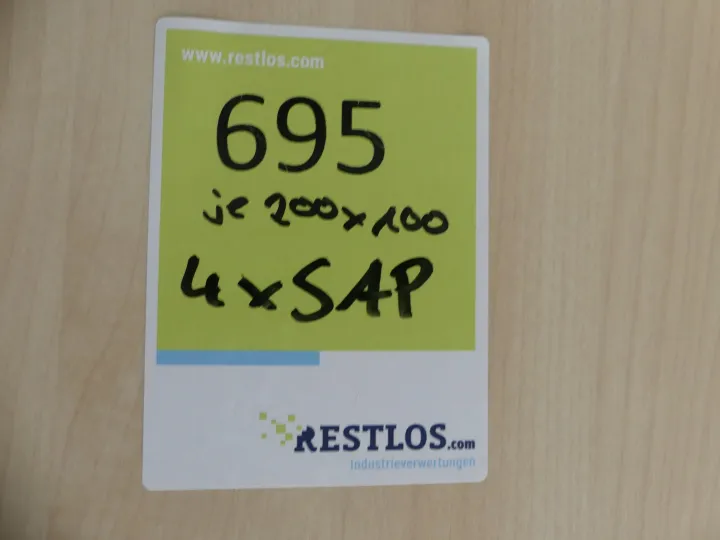 www.restlos.com
695
je 200x100
4xSAP
RESTLOS.com
Industrieverwertungen